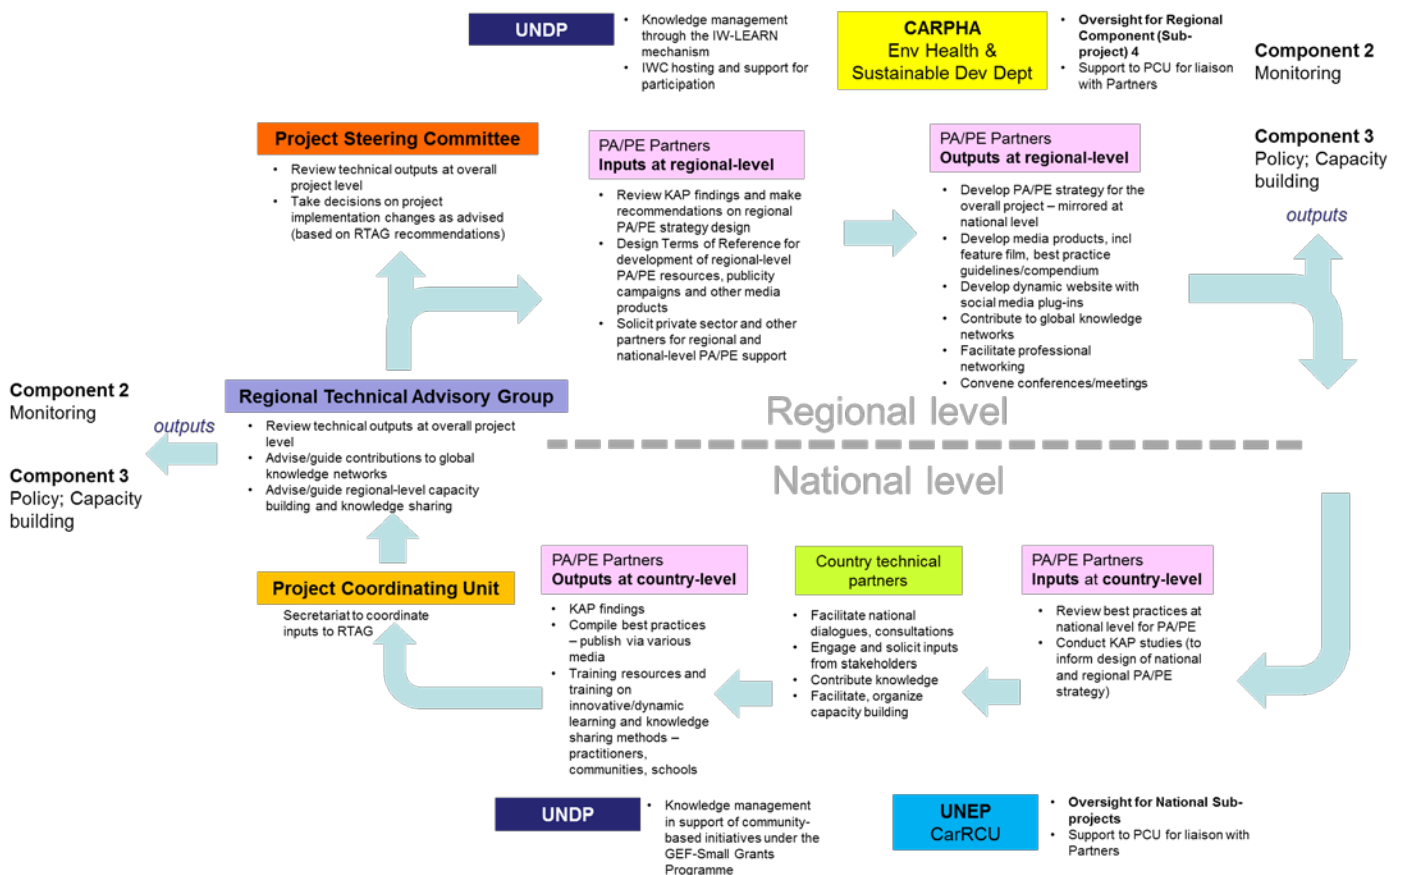 UNDP
• Knowledge management
through the IW-LEARN
mechanism
• IWC hosting and support for
participation
CARPHA
Env Health &
Sustainable Dev Dept
• Oversight for Regional
Component (Sub-
project) 4
• Support to PCU for liaison
with Partners
Component 2
Monitoring
Component 3
Policy; Capacity
building
outputs
Project Steering Committee
• Review technical outputs at overall
project level
• Take decisions on project
implementation changes as advised
(based on RTAG recommendations)
PA/PE Partners
Inputs at regional-level
• Review KAP findings and make
recommendations on regional
PA/PE strategy design
• Design Terms of Reference for
development of regional-level
PA/PE resources, publicity
campaigns and other media
products
• Solicit private sector and other
partners for regional and
national-level PA/PE support
PA/PE Partners
Outputs at regional-level
• Develop PA/PE strategy for the
overall project – mirrored at
national level
• Develop media products, incl
feature film, best practice
guidelines/compendium
• Develop dynamic website with
social media plug-ins
• Contribute to global knowledge
networks
• Facilitate professional
networking
• Convene conferences/meetings
Component 2
Monitoring
outputs
Component 3
Policy; Capacity
building
Regional Technical Advisory Group
• Review technical outputs at overall project
level
• Advise/guide contributions to global
knowledge networks
• Advise/guide regional-level capacity
building and knowledge sharing
Regional level
National level
Project Coordinating Unit
Secretariat to coordinate
inputs to RTAG
PA/PE Partners
Outputs at country-level
• KAP findings
• Compile best practices
– publish via various
media
• Training resources and
training on
innovative/dynamic
learning and knowledge
sharing methods –
practitioners,
communities, schools
Country technical
partners
• Facilitate national
dialogues, consultations
• Engage and solicit inputs
from stakeholders
• Contribute knowledge
• Facilitate, organize
capacity building
PA/PE Partners
Inputs at country-level
• Review best practices at
national level for PA/PE
• Conduct KAP studies (to
inform design of national
and regional PA/PE
strategy)
UNDP
• Knowledge management
in support of community-
based initiatives under the
GEF-Small Grants
Programme
UNEP
CarRCU
• Oversight for National Sub-
projects
• Support to PCU for liaison with
Partners